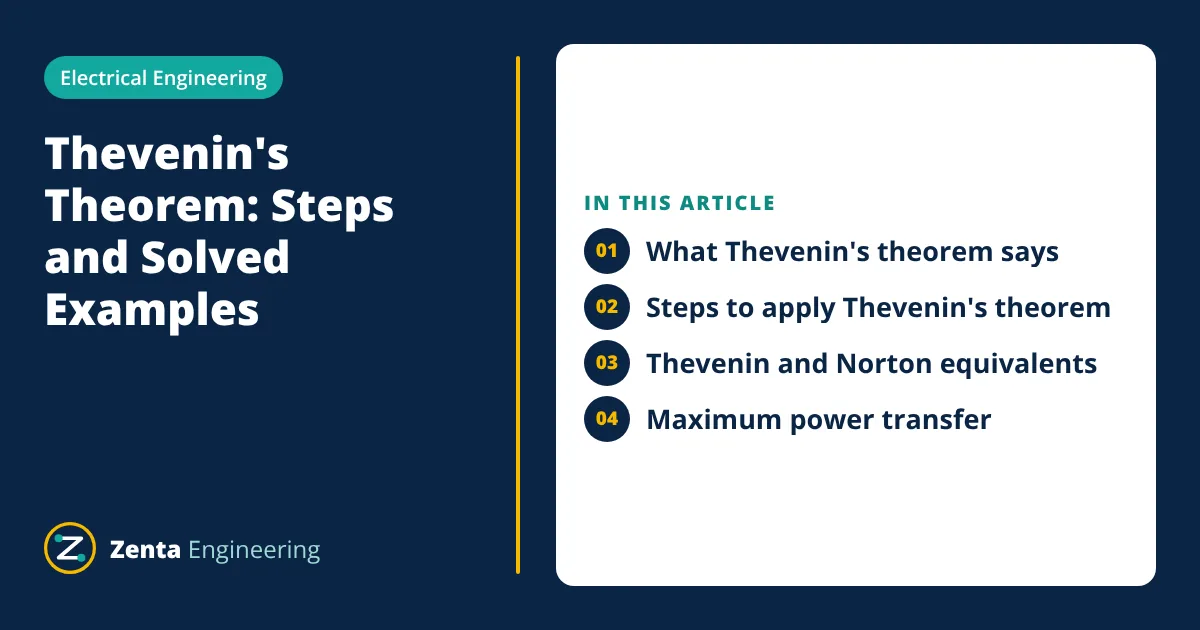 Electrical Engineering
Thevenin's
Theorem: Steps
and Solved
Examples
Zenta Engineering
IN THIS ARTICLE
01 What Thevenin's theorem says
02 Steps to apply Thevenin's theorem
03 Thevenin and Norton equivalents
04 Maximum power transfer